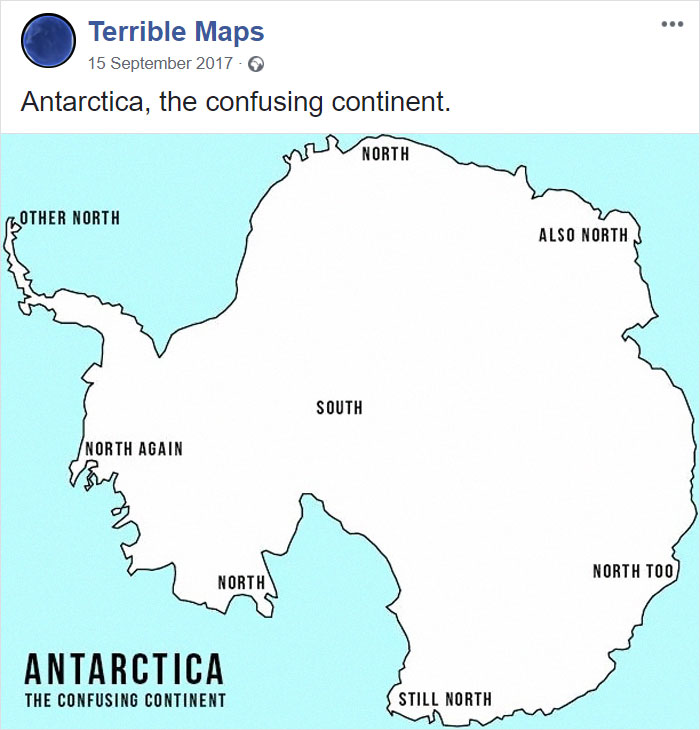 Terrible Maps
15 September 2017 ·
Antarctica, the confusing continent.
NORTH
OTHER NORTH
ALSO NORTH
SOUTH
NORTH AGAIN
NORTH TOO
NORTH
STILL NORTH
ANTARCTICA
THE CONFUSING CONTINENT